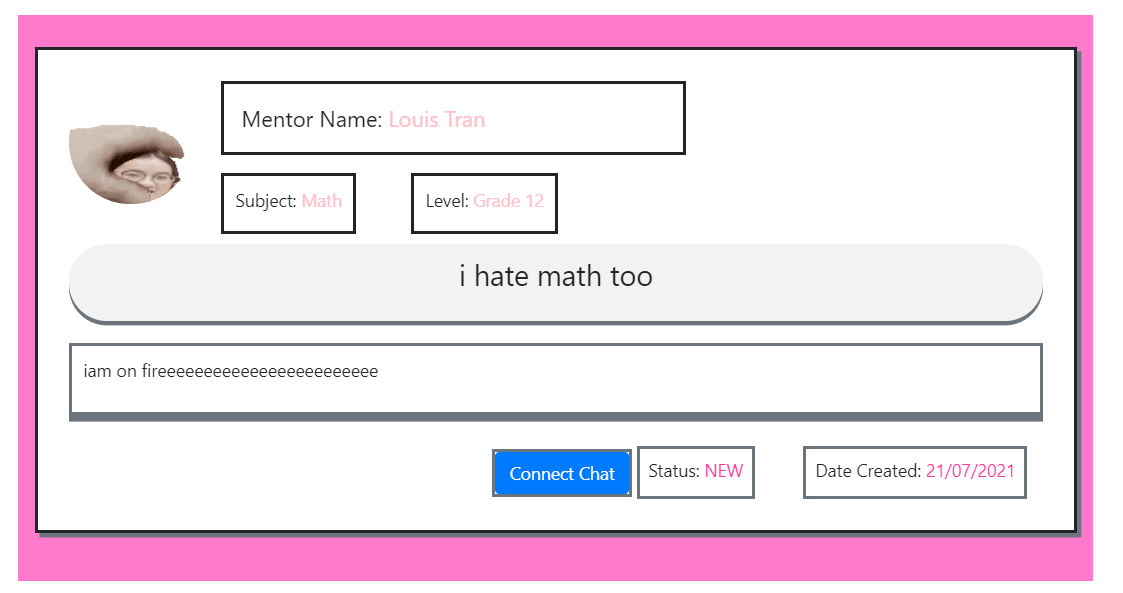 Mentor Name: Louis Tran
Subject: Math
Level: Grade 12
i hate math too
iam on fireeeeeeeeeeeeeeeeeeeeeeeee
Connect Chat
Status: NEW
Date Created: 21/07/2021